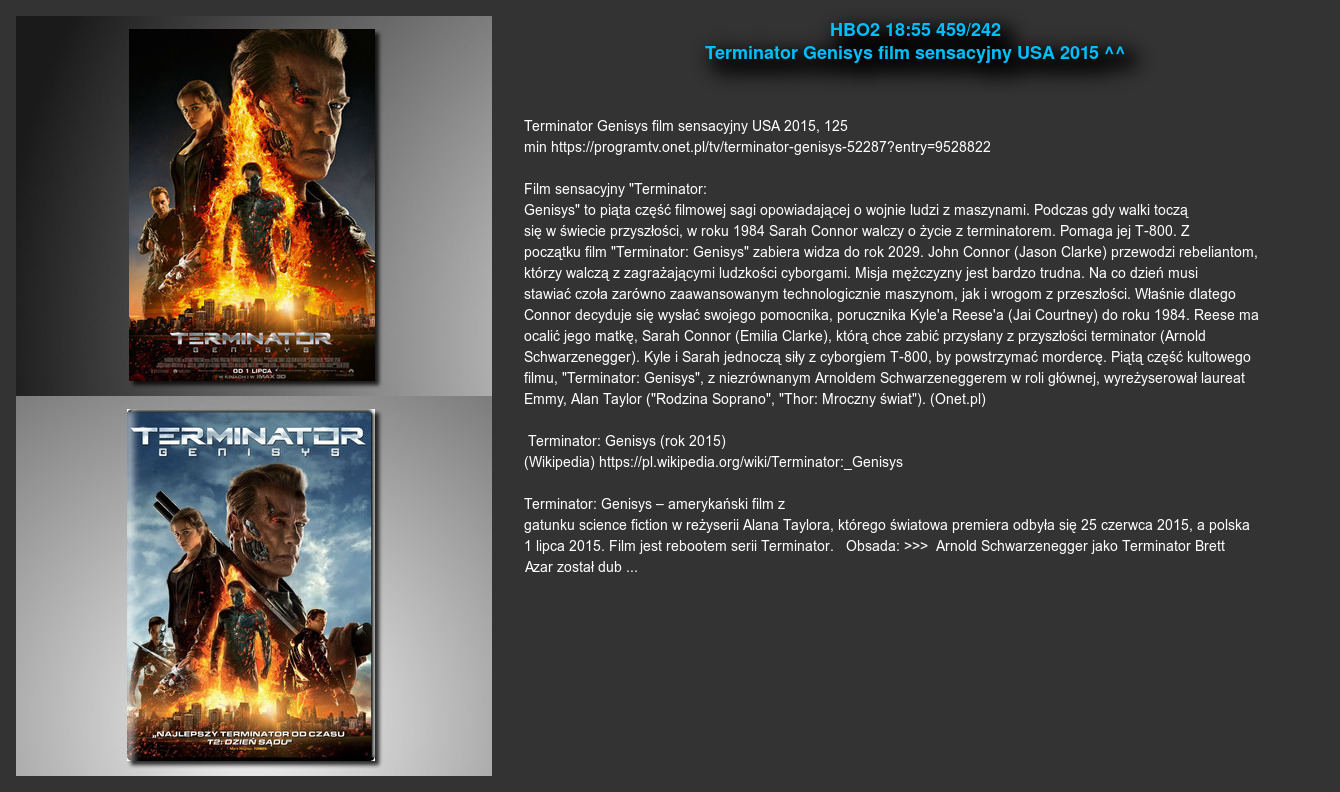 HBO2 18:55 459/242
Terminator Genisys film sensacyjny USA 2015 ^^
Terminator Genisys film sensacyjny USA 2015, 125
min https://programtv.onet.pl/tv/terminator-genisys-52287?entry=9528822
Film sensacyjny "Terminator:
Genisys" to piąta część filmowej sagi opowiadającej o wojnie ludzi z maszynami. Podczas gdy walki toczą
się w świecie przyszłości, w roku 1984 Sarah Connor walczy o życie z terminatorem. Pomaga jej T-800. Z
początku film "Terminator: Genisys" zabiera widza do rok 2029. John Connor (Jason Clarke) przewodzi rebeliantom,
którzy walczą z zagrażającymi ludzkości cyborgami. Misja mężczyzny jest bardzo trudna. Na co dzień musi
stawiać czoła zarówno zaawansowanym technologicznie maszynom, jak i wrogom z przeszłości. Właśnie dlatego
Connor decyduje się wysłać swojego pomocnika, porucznika Kyle'a Reese'a (Jai Courtney) do roku 1984. Reese ma
ocalić jego matkę, Sarah Connor (Emilia Clarke), którą chce zabić przysłany z przyszłości terminator (Arnold
Schwarzenegger). Kyle i Sarah jednoczą siły z cyborgiem T-800, by powstrzymać mordercę. Piątą część kultowego
filmu, "Terminator: Genisys", z niezrównanym Arnoldem Schwarzeneggerem w roli głównej, wyreżyserował laureat
Emmy, Alan Taylor ("Rodzina Soprano", "Thor: Mroczny świat"). (Onet.pl)
Terminator: Genisys (rok 2015)
(Wikipedia) https://pl.wikipedia.org/wiki/Terminator:_Genisys
Terminator: Genisys – amerykański film z
gatunku science fiction w reżyserii Alana Taylora, którego światowa premiera odbyła się 25 czerwca 2015, a polska
1 lipca 2015. Film jest rebootem serii Terminator.   Obsada: >>>  Arnold Schwarzenegger jako Terminator Brett
Azar został dub ...
TERMINATOR
GENISYS
OD 1 LIPCA
W KINACH I W IMAX 3D
TERMINATOR
GENISYS
„NAJLEPSZY TERMINATOR OD CZASU
T2: DZIEŃ SĄDU"